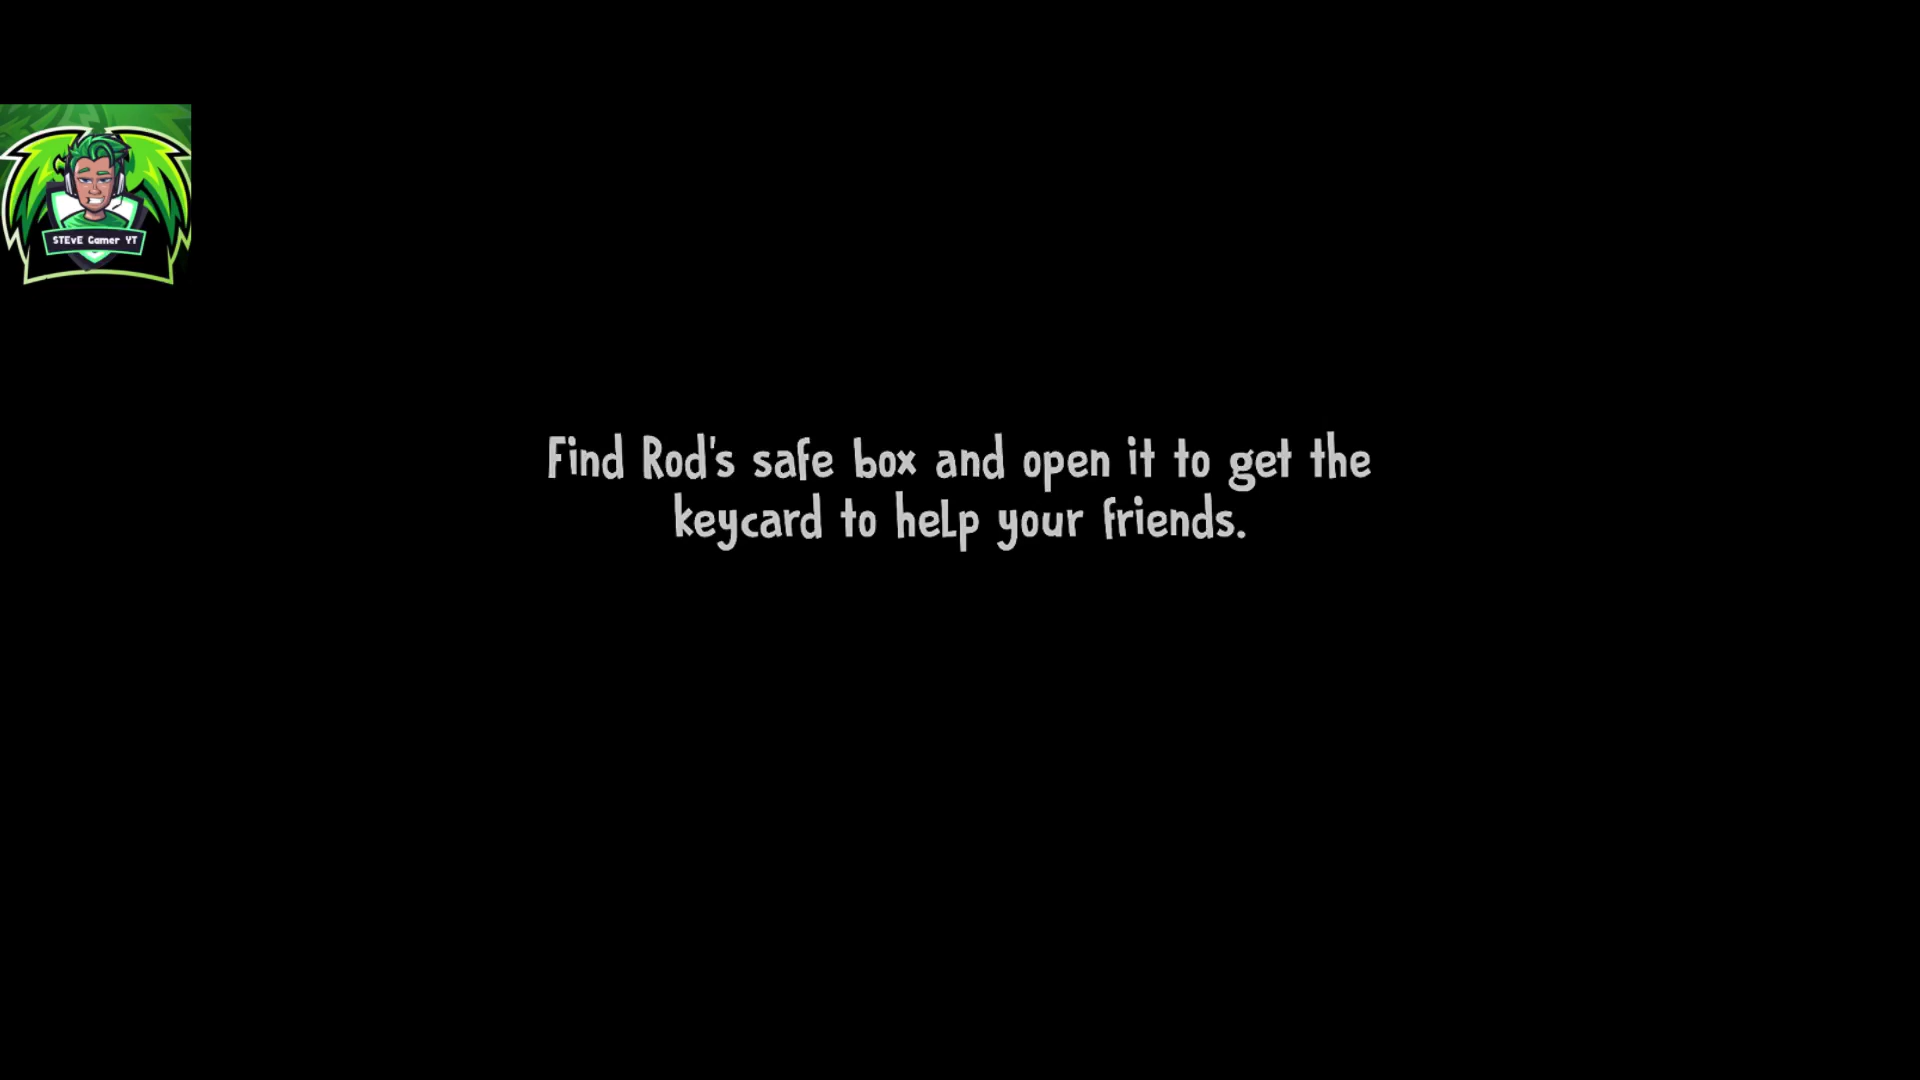 STEvE Gamer YT
Find Rod's safe box and open it to get the
keycard to help your friends.